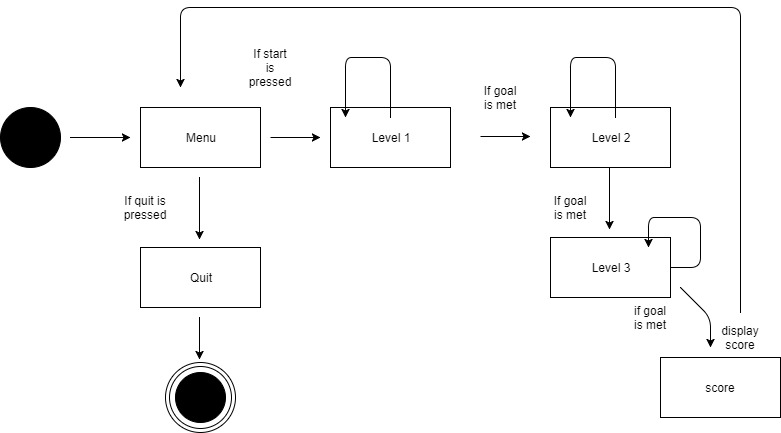 If start
is
pressed
If goal
is met
Menu
Level 1
Level 2
If quit is
pressed
If goal
is met
Quit
Level 3
if goal
is met
display
score
score